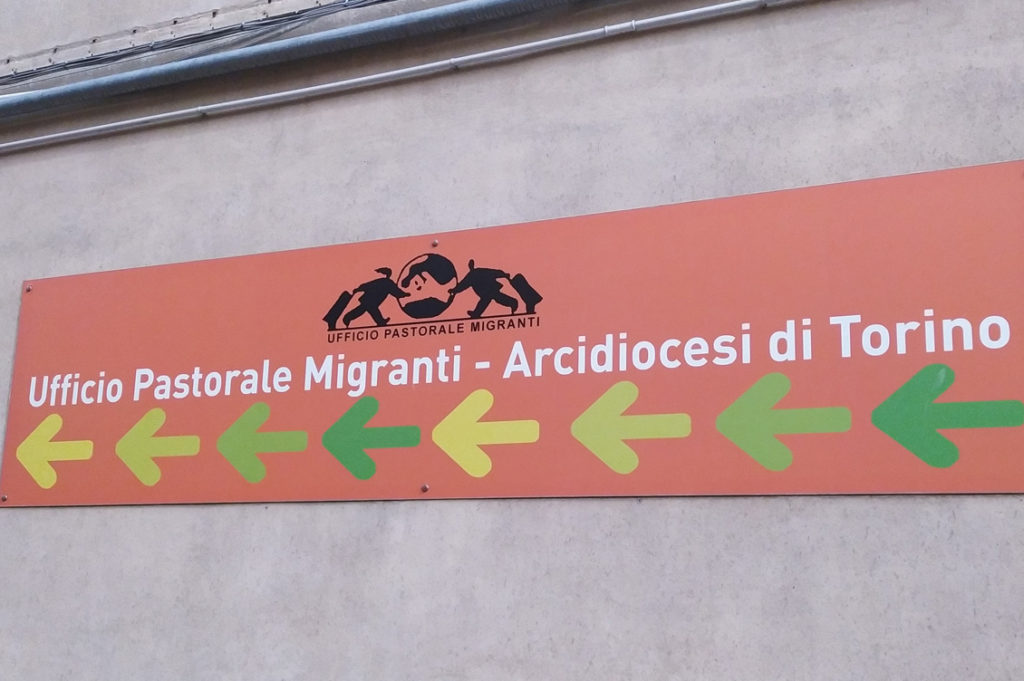 UFFICIO PASTORALE MIGRANTI
Ufficio Pastorale Migranti - Arcidiocesi di Torino